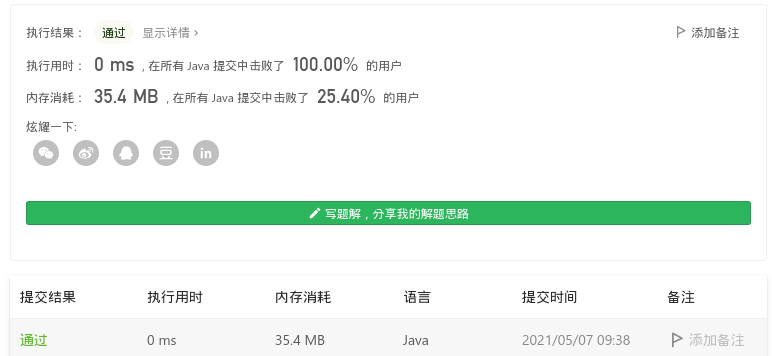 执行结果： 通过 显示详情 › 添加备注
执行用时： 0 ms , 在所有 Java 提交中击败了 100.00% 的用户
内存消耗： 35.4 MB , 在所有 Java 提交中击败了 25.40% 的用户
炫耀一下:
豆 in
写题解，分享我的解题思路
提交结果 执行用时 内存消耗 语言 提交时间 备注
通过 0 ms 35.4 MB Java 2021/05/07 09:38 添加备注